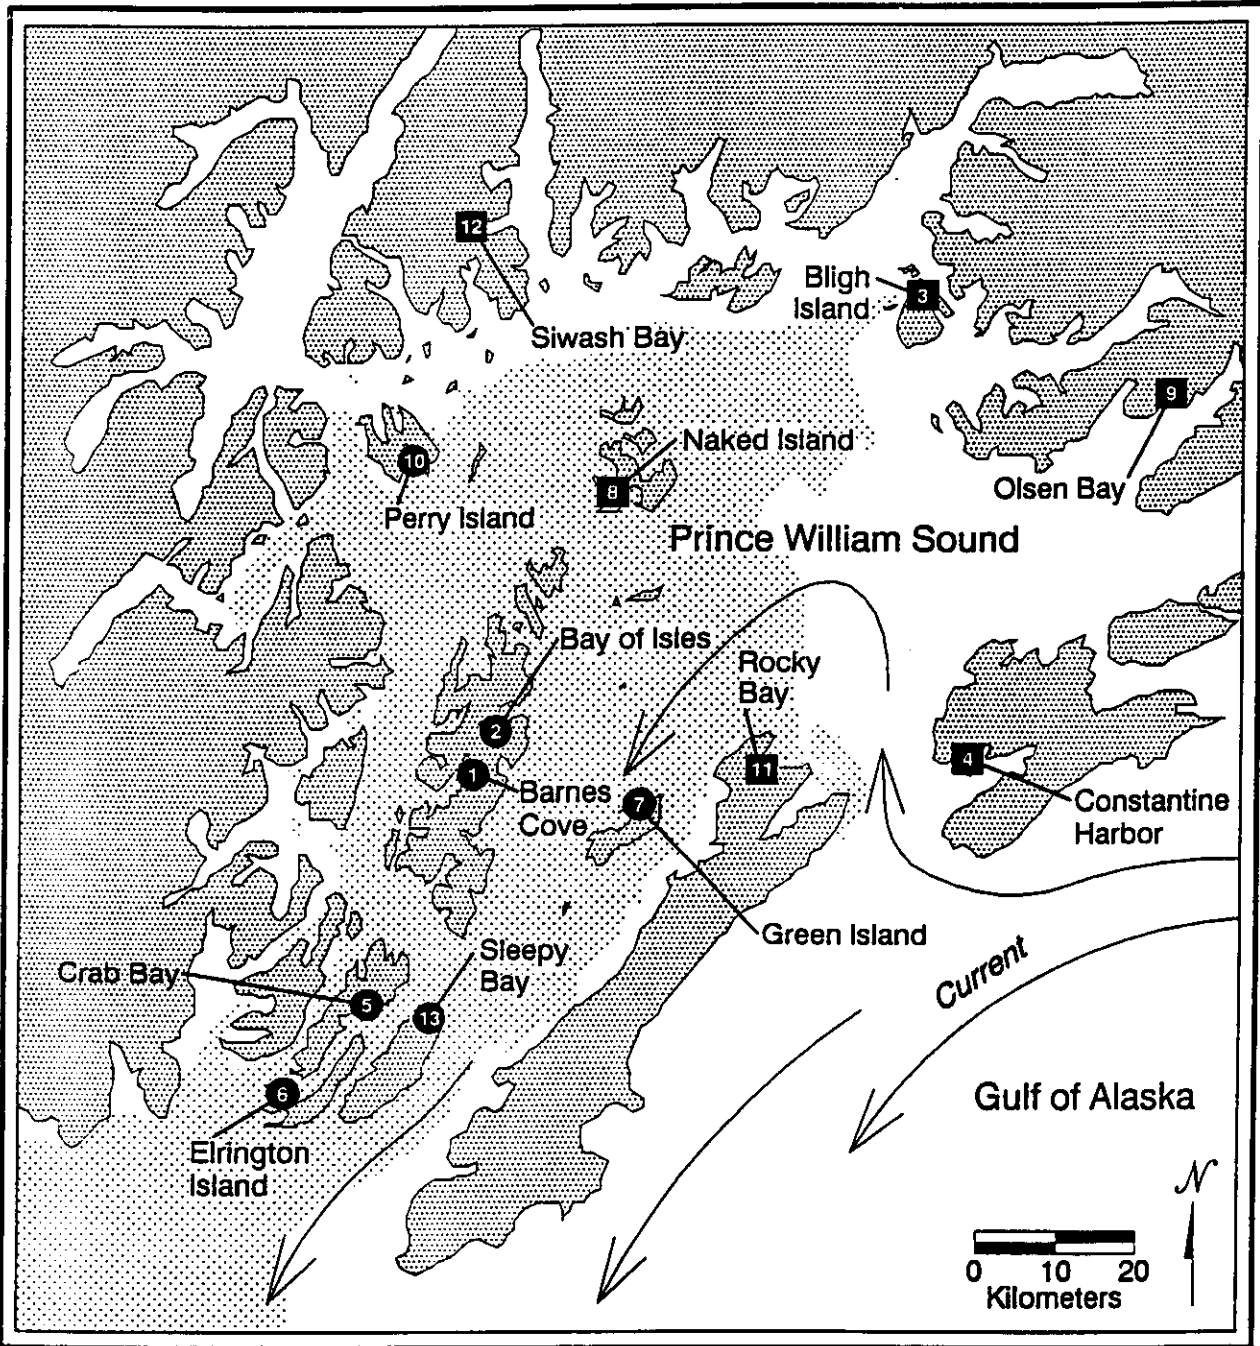 12
Siwash Bay
Bligh
Island
3
9
Olsen Bay
10
Perry Island
8
Naked Island
Prince William Sound
Bay of Isles
2
Rocky
Bay
11
1
Barnes
Cove
7
4
Constantine
Harbor
Green Island
Crab Bay
5
Sleepy
Bay
13
Current
6
Elrington
Island
Gulf of Alaska
N
0 10 20
Kilometers